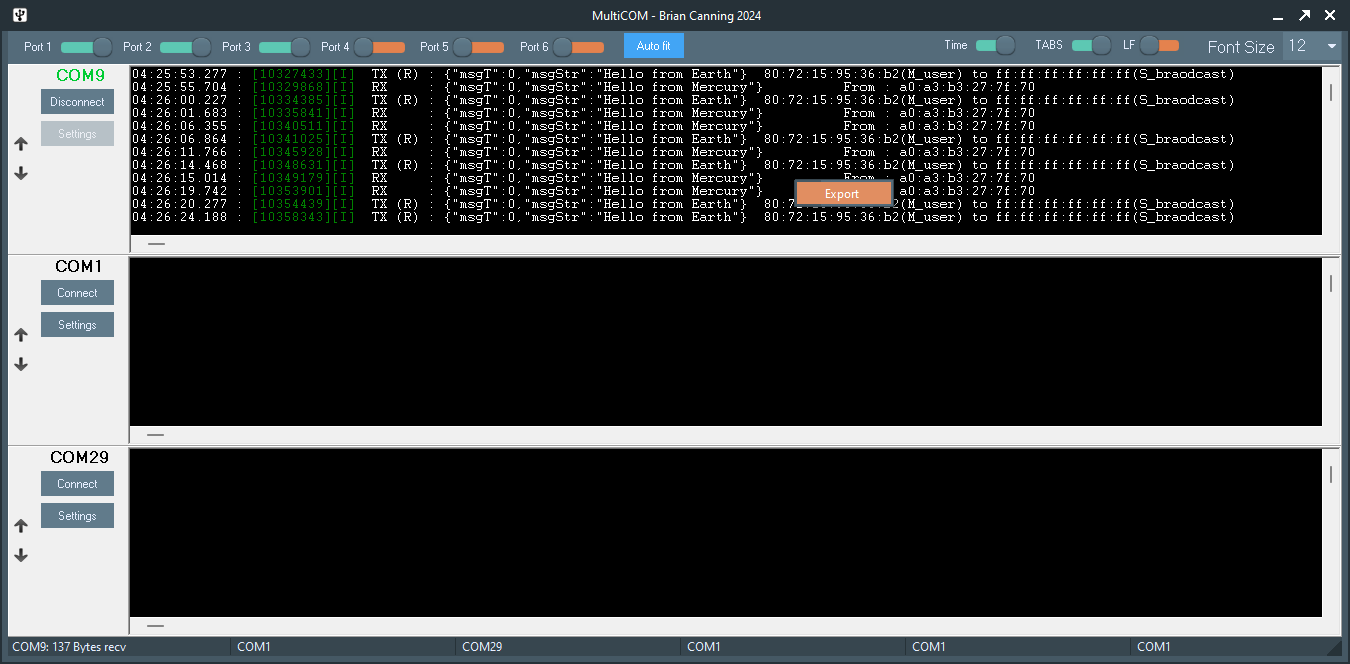 MultiCOM - Brian Canning 2024
Port 1 Port 2 Port 3 Port 4 Port 5 Port 6 Auto fit Time TABS LF Font Size 12
COM9
Disconnect
Settings
04:25:53.277 : [10327433][I] TX (R) : {"msgT":0,"msgStr":"Hello from Earth"} 80:72:15:95:36:b2(M_user) to ff:ff:ff:ff:ff:ff(S_braodcast)
04:25:55.704 : [10329868][I] RX : {"msgT":0,"msgStr":"Hello from Mercury"} From : a0:a3:b3:27:7f:70
04:26:00.227 : [10334385][I] TX (R) : {"msgT":0,"msgStr":"Hello from Earth"} 80:72:15:95:36:b2(M_user) to ff:ff:ff:ff:ff:ff(S_braodcast)
04:26:01.683 : [10335841][I] RX : {"msgT":0,"msgStr":"Hello from Mercury"} From : a0:a3:b3:27:7f:70
04:26:06.355 : [10340511][I] RX : {"msgT":0,"msgStr":"Hello from Mercury"} From : a0:a3:b3:27:7f:70
04:26:06.864 : [10341025][I] TX (R) : {"msgT":0,"msgStr":"Hello from Earth"} 80:72:15:95:36:b2(M_user) to ff:ff:ff:ff:ff:ff(S_braodcast)
04:26:11.766 : [10345928][I] RX : {"msgT":0,"msgStr":"Hello from Mercury"} From : a0:a3:b3:27:7f:70
04:26:14.468 : [10348631][I] TX (R) : {"msgT":0,"msgStr":"Hello from Earth"} 80:72:15:95:36:b2(M_user) to ff:ff:ff:ff:ff:ff(S_braodcast)
04:26:15.014 : [10349179][I] RX : {"msgT":0,"msgStr":"Hello from Mercury"} From : a0:a3:b3:27:7f:70
04:26:19.742 : [10353901][I] RX : {"msgT":0,"msgStr":"Hello from Mercury"} a0:a3:b3:27:7f:70
04:26:20.277 : [10354439][I] TX (R) : {"msgT":0,"msgStr":"Hello from Earth"} 80:7 2(M_user) to ff:ff:ff:ff:ff:ff(S_braodcast)
04:26:24.188 : [10358343][I] TX (R) : {"msgT":0,"msgStr":"Hello from Earth"} 80:72:15:95:36:b2(M_user) to ff:ff:ff:ff:ff:ff(S_braodcast)
Export
COM1
Connect
Settings
COM29
Connect
Settings
COM9: 137 Bytes recv COM1 COM29 COM1 COM1 COM1